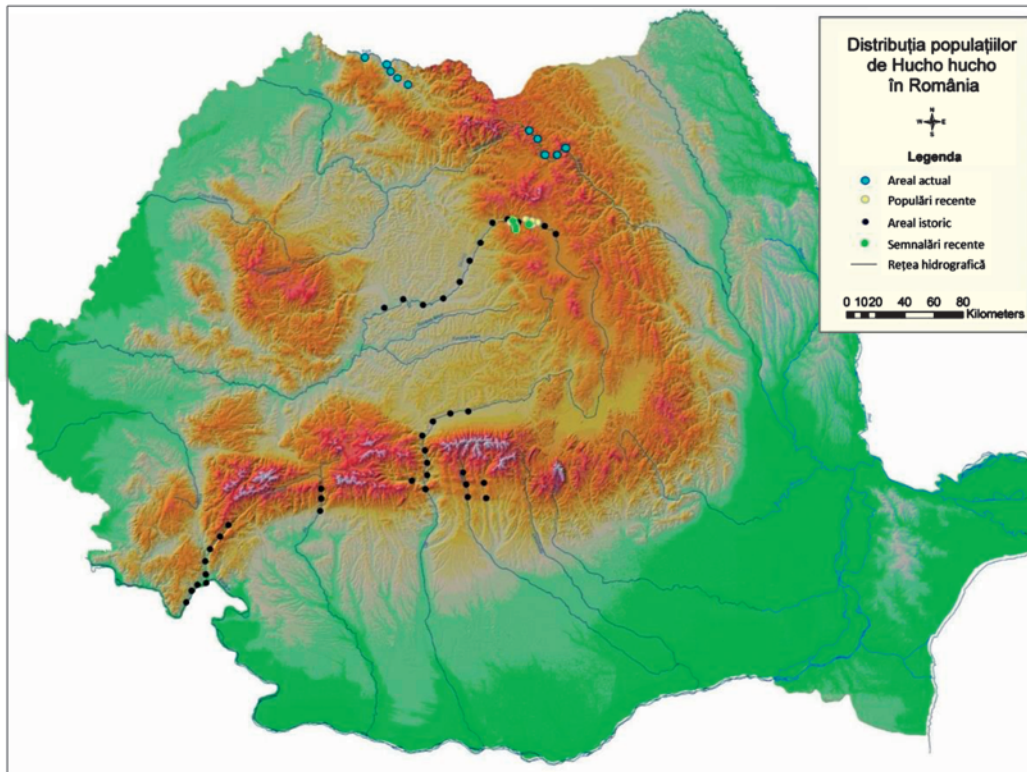 Distribuția populațiilor
de Hucho hucho
în România
N
W E
S
Legenda
Areal actual
Populări recente
Areal istoric
Semnalări recente
Rețea hidrografică
0 1020 40 60 80
Kilometers